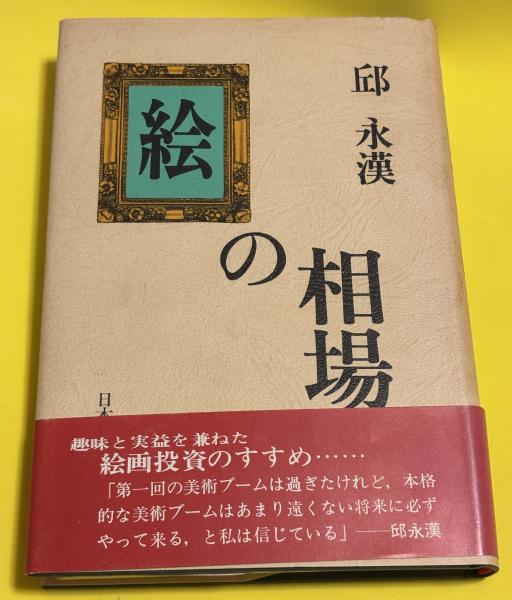 邱永漢
絵
の
相場
日本
趣味と実益を兼ねた
絵画投資のすすめ……
「第一回の美術ブームは過ぎたけれど，本格
的な美術ブームはあまり遠くない将来に必ず
やって来る，と私は信じている」――邱永漢